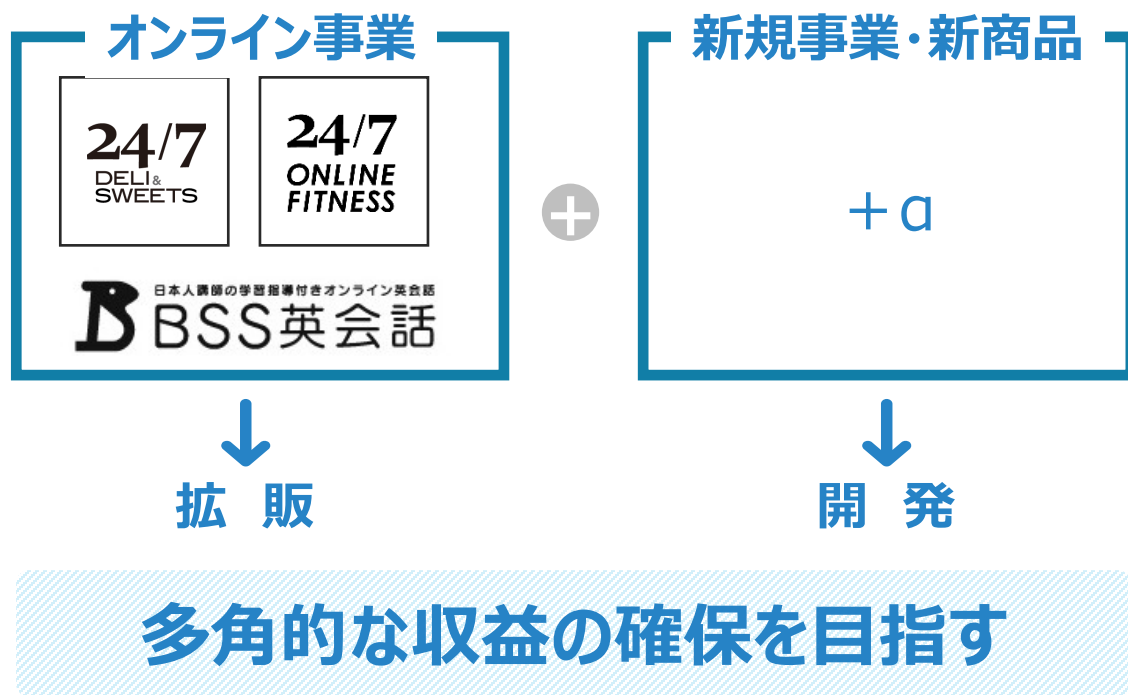 オンライン事業
新規事業・新商品
24/7
DELI&
SWEETS
24/7
ONLINE
FITNESS
日本人講師の学習指導付きオンライン英会話
BSS英会話
+α
拡 販
開 発
多角的な収益の確保を目指す